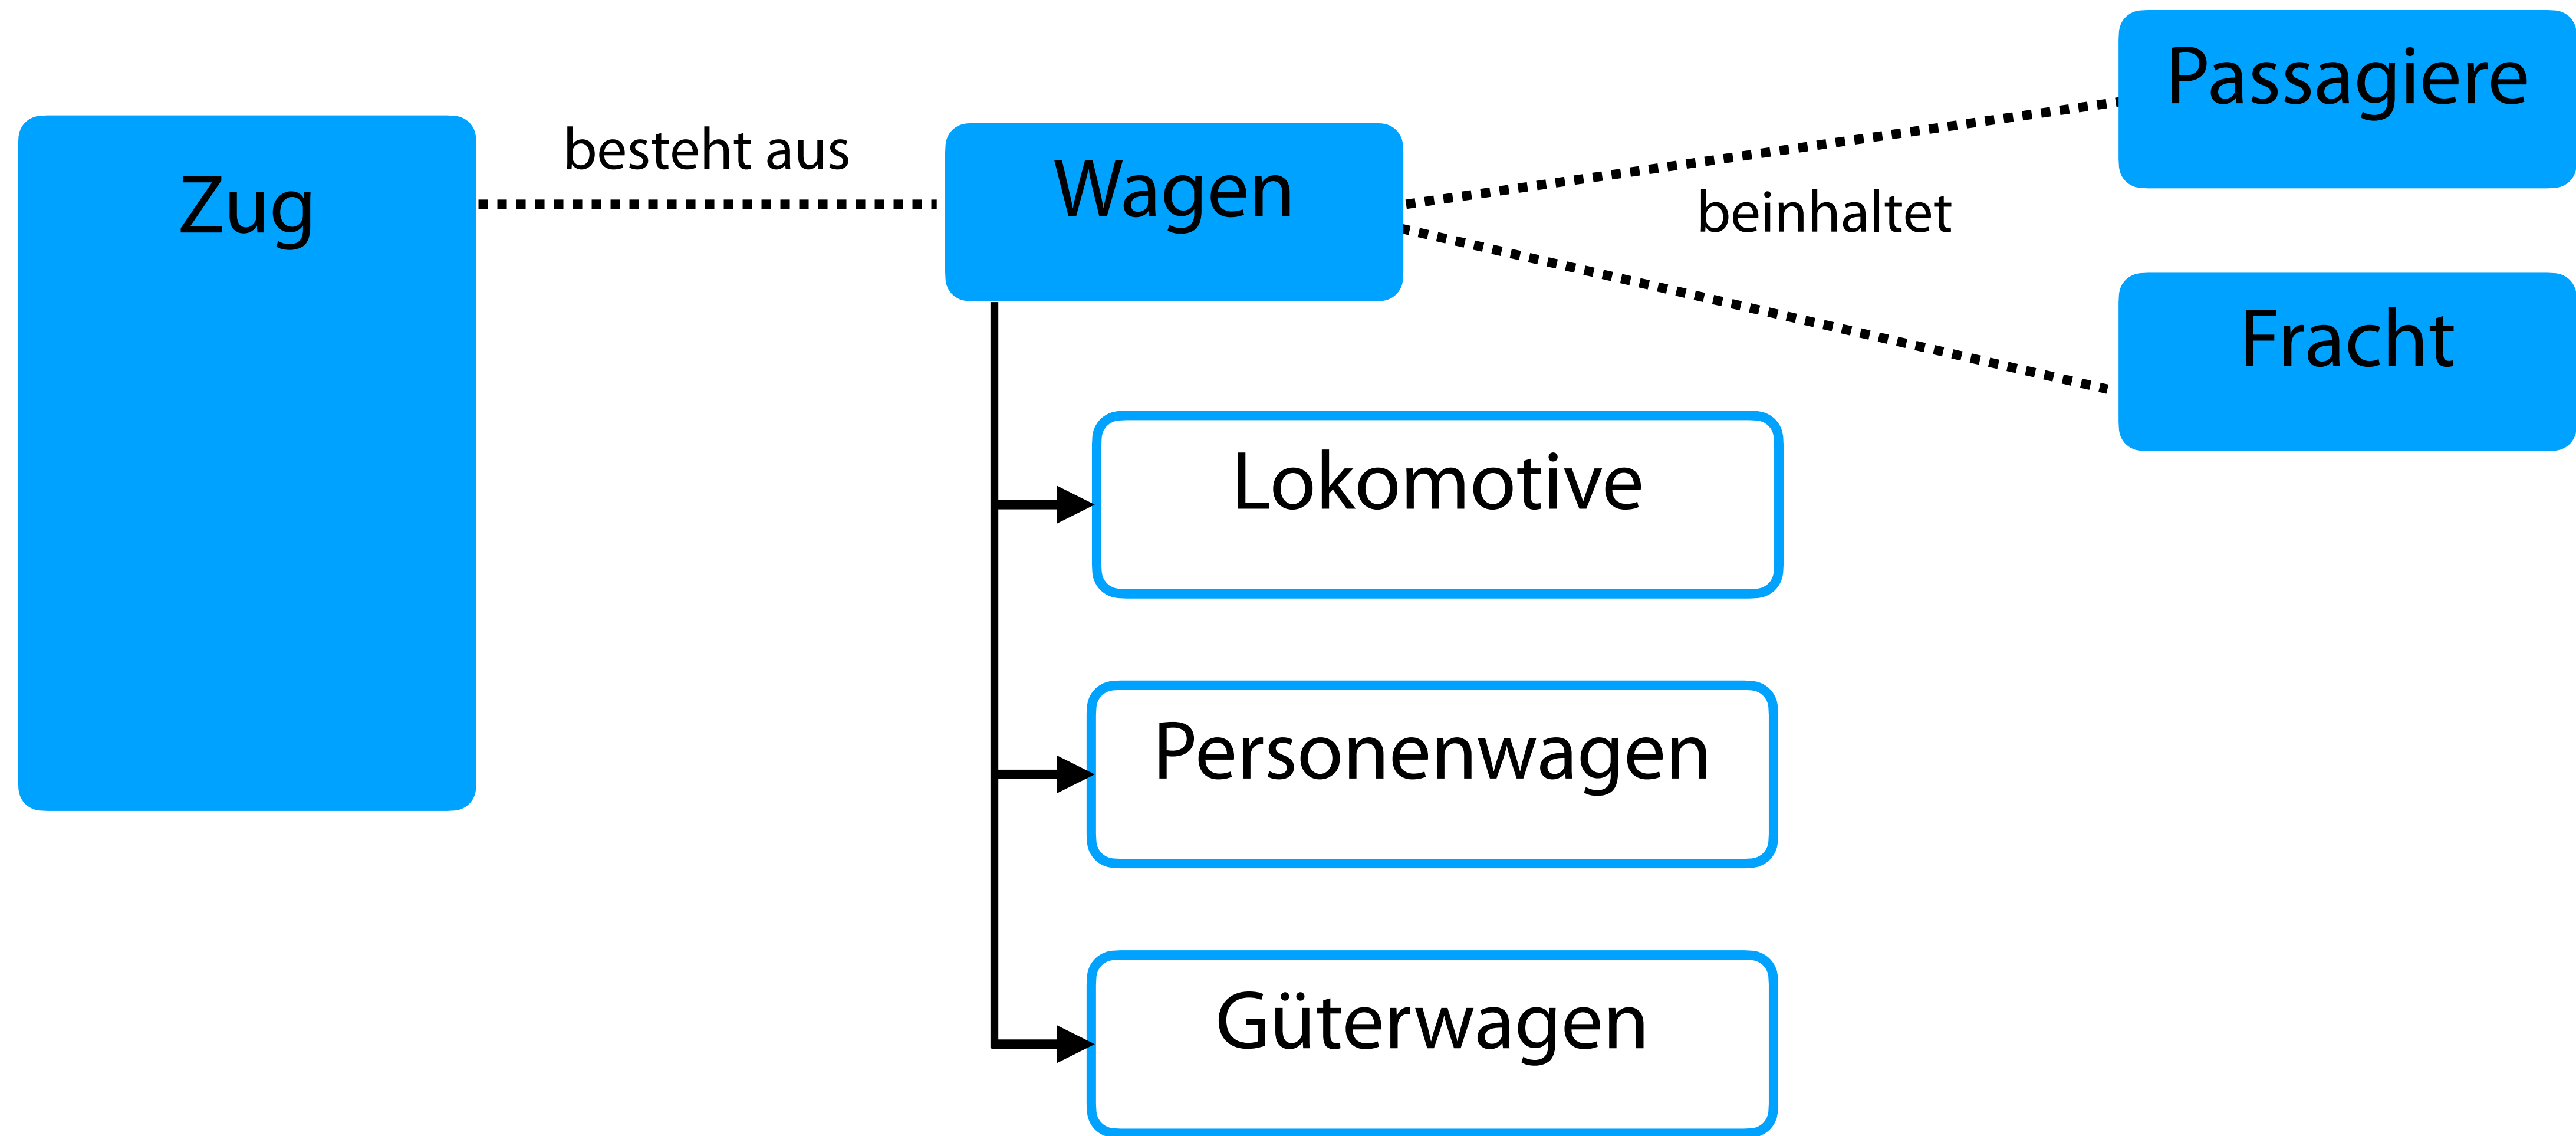 Zug
besteht aus
Wagen
beinhaltet
Passagiere
Fracht
Lokomotive
Personenwagen
Güterwagen